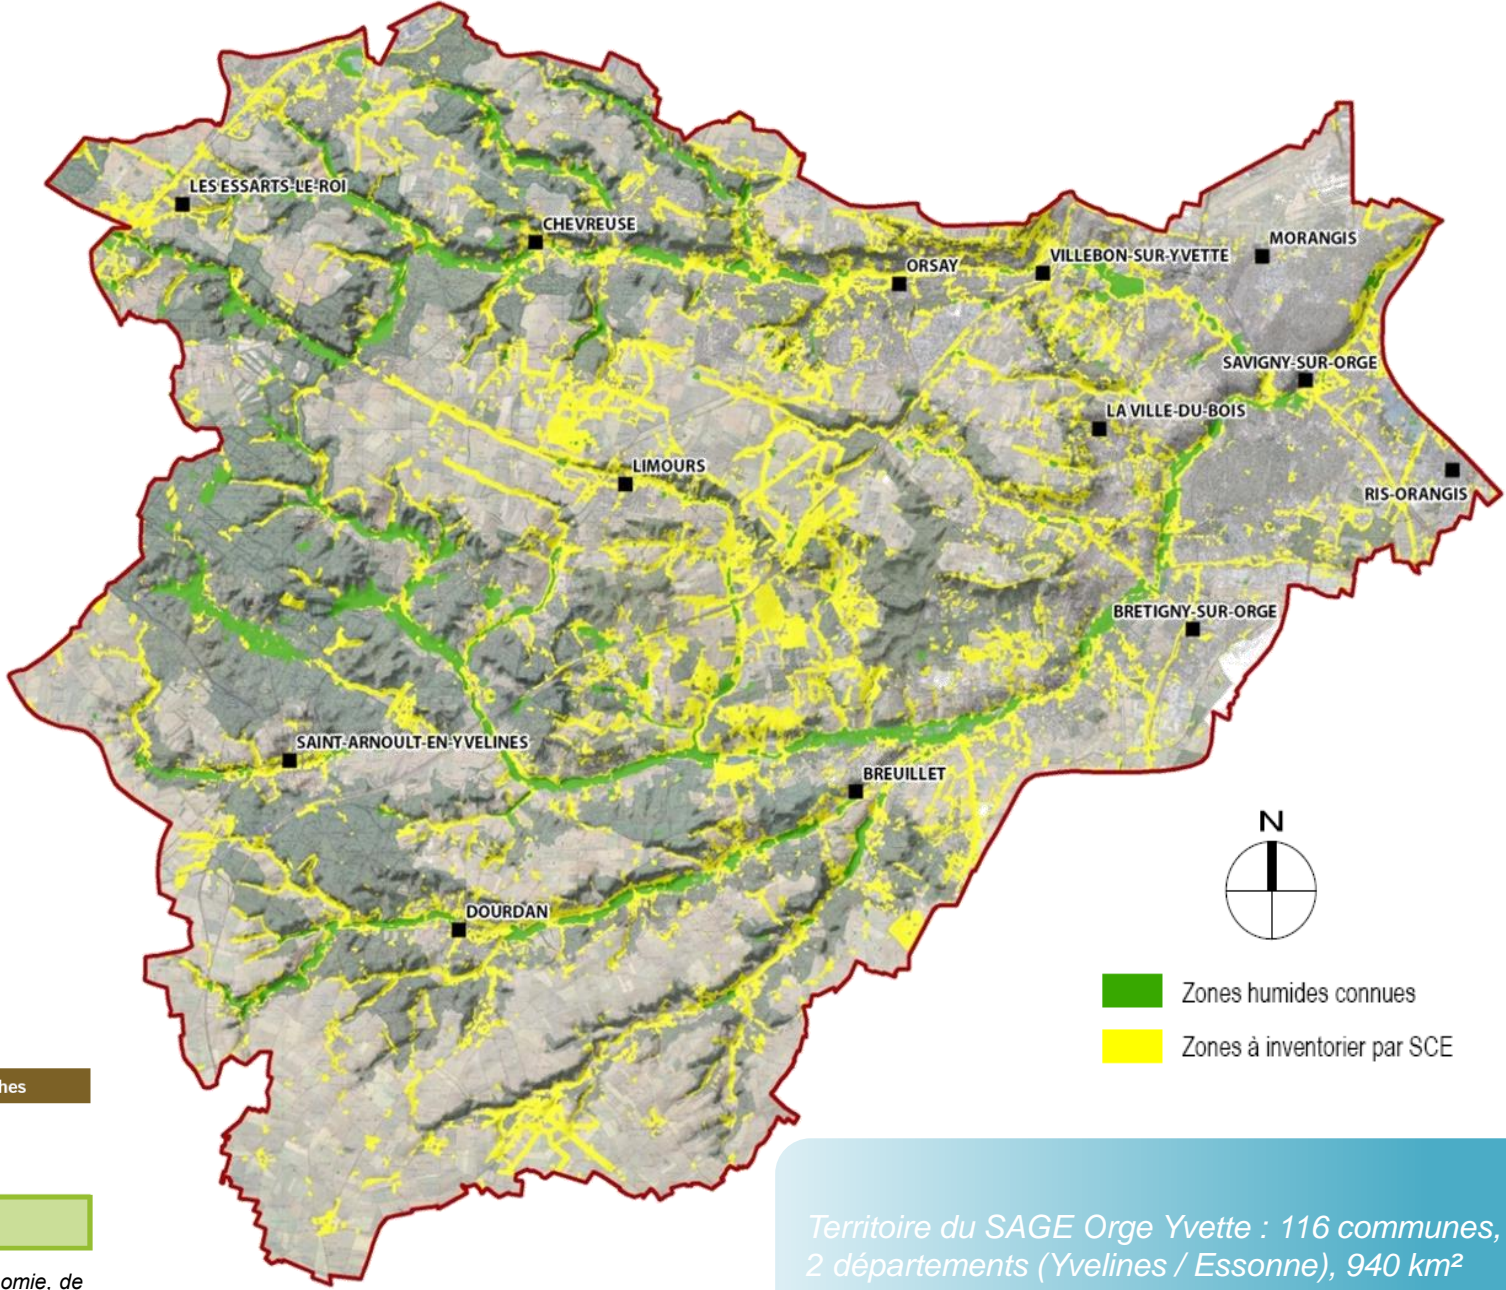 LES ESSARTS-LE-ROI
CHEVREUSE
ORSAY
VILLEBON-SUR-YVETTE
MORANGIS
SAVIGNY-SUR-ORGE
LA VILLE-DU-BOIS
LIMOURS
RIS-ORANGIS
BRETIGNY-SUR-ORGE
SAINT-ARNOULT-EN-YVELINES
BREUILLET
DOURDAN
N
Zones humides connues
Zones à inventorier par SCE
hes
omie, de
Territoire du SAGE Orge Yvette : 116 communes,
2 départements (Yvelines / Essonne), 940 km²